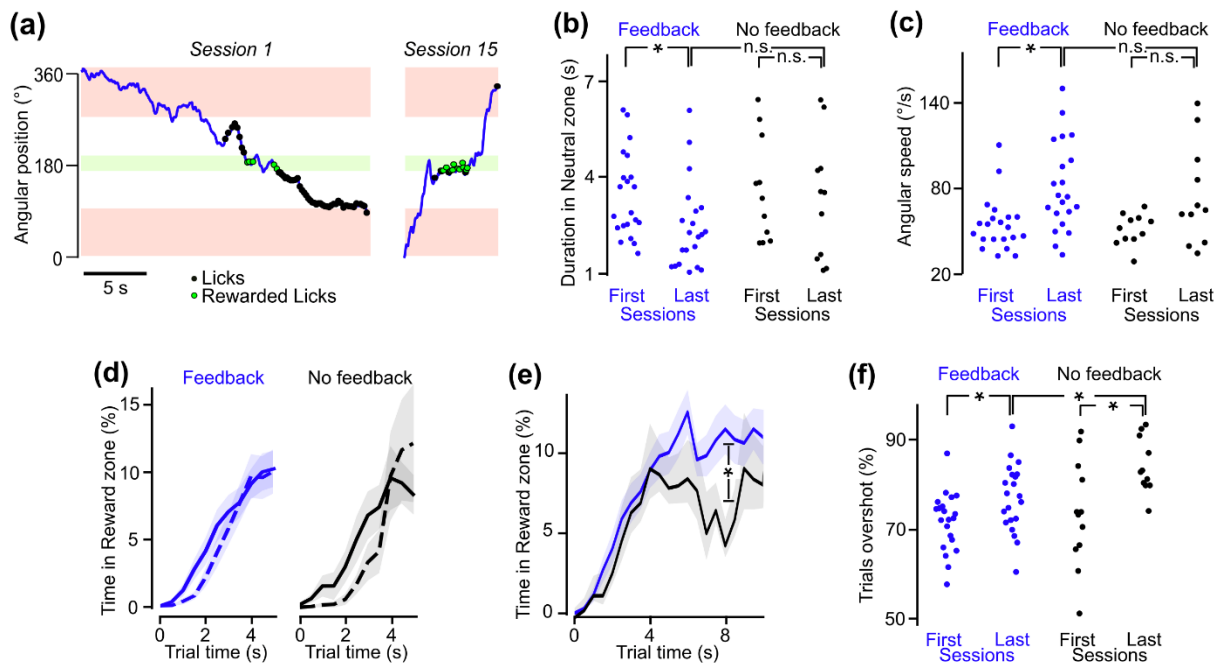 (a)
Session 1
Session 15
Angular position (°)
360
180
0
5 s
Licks
Rewarded Licks
(b)
Feedback
No feedback
*
n.s.
n.s.
Duration in Neutral zone (s)
7
4
1
First
Last
First
Last
Sessions
Sessions
(c)
Feedback
No feedback
*
n.s
n.s.
Angular speed (°/s)
140
80
20
First
Last
First
Last
Sessions
Sessions
(d)
Feedback
No feedback
Time in Reward zone (%)
15
10
5
0
0
2
4
Trial time (s)
0
2
4
Trial time (s)
(e)
Time in Reward zone (%)
10
5
0
*
0
4
8
Trial time (s)
(f)
Feedback
No feedback
*
*
*
Trials overshot (%)
90
70
50
First
Last
First
Last
Sessions
Sessions